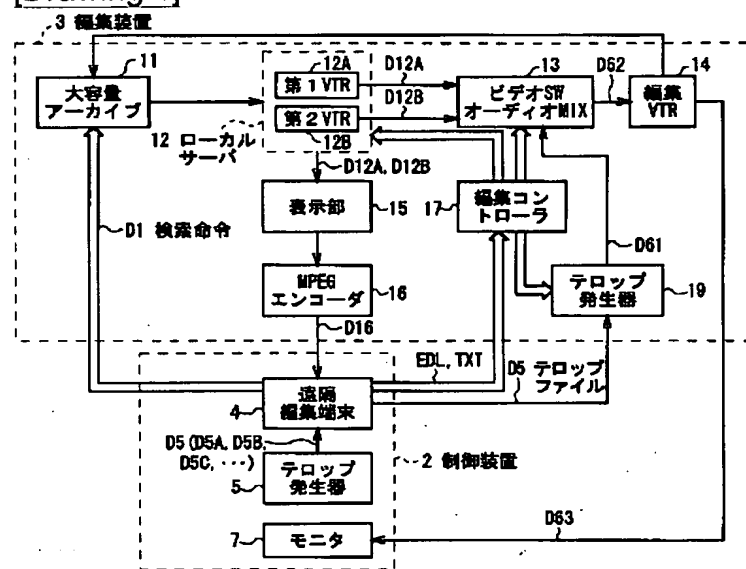 [Drawing 1]
3 編集装置
11
大容量
アーカイブ
12A
第1VTR
第2VTR
12B
12 ローカル
サーバ
D12A
D12B
13
ビデオSW
オーディオMIX
D62
14
編集
VTR
D12A, D12B
表示部
15
17
編集コン
トローラ
D1 検索命令
D61
MPEG
エンコーダ
16
テロップ
発生器
19
D16
EDL, TXT
D5 テロップ
ファイル
遠隔
編集端末
4
D5 (D5A, D5B,
D5C, ‥‥)
2 制御装置
テロップ
発生器
5
D63
7
モニタ